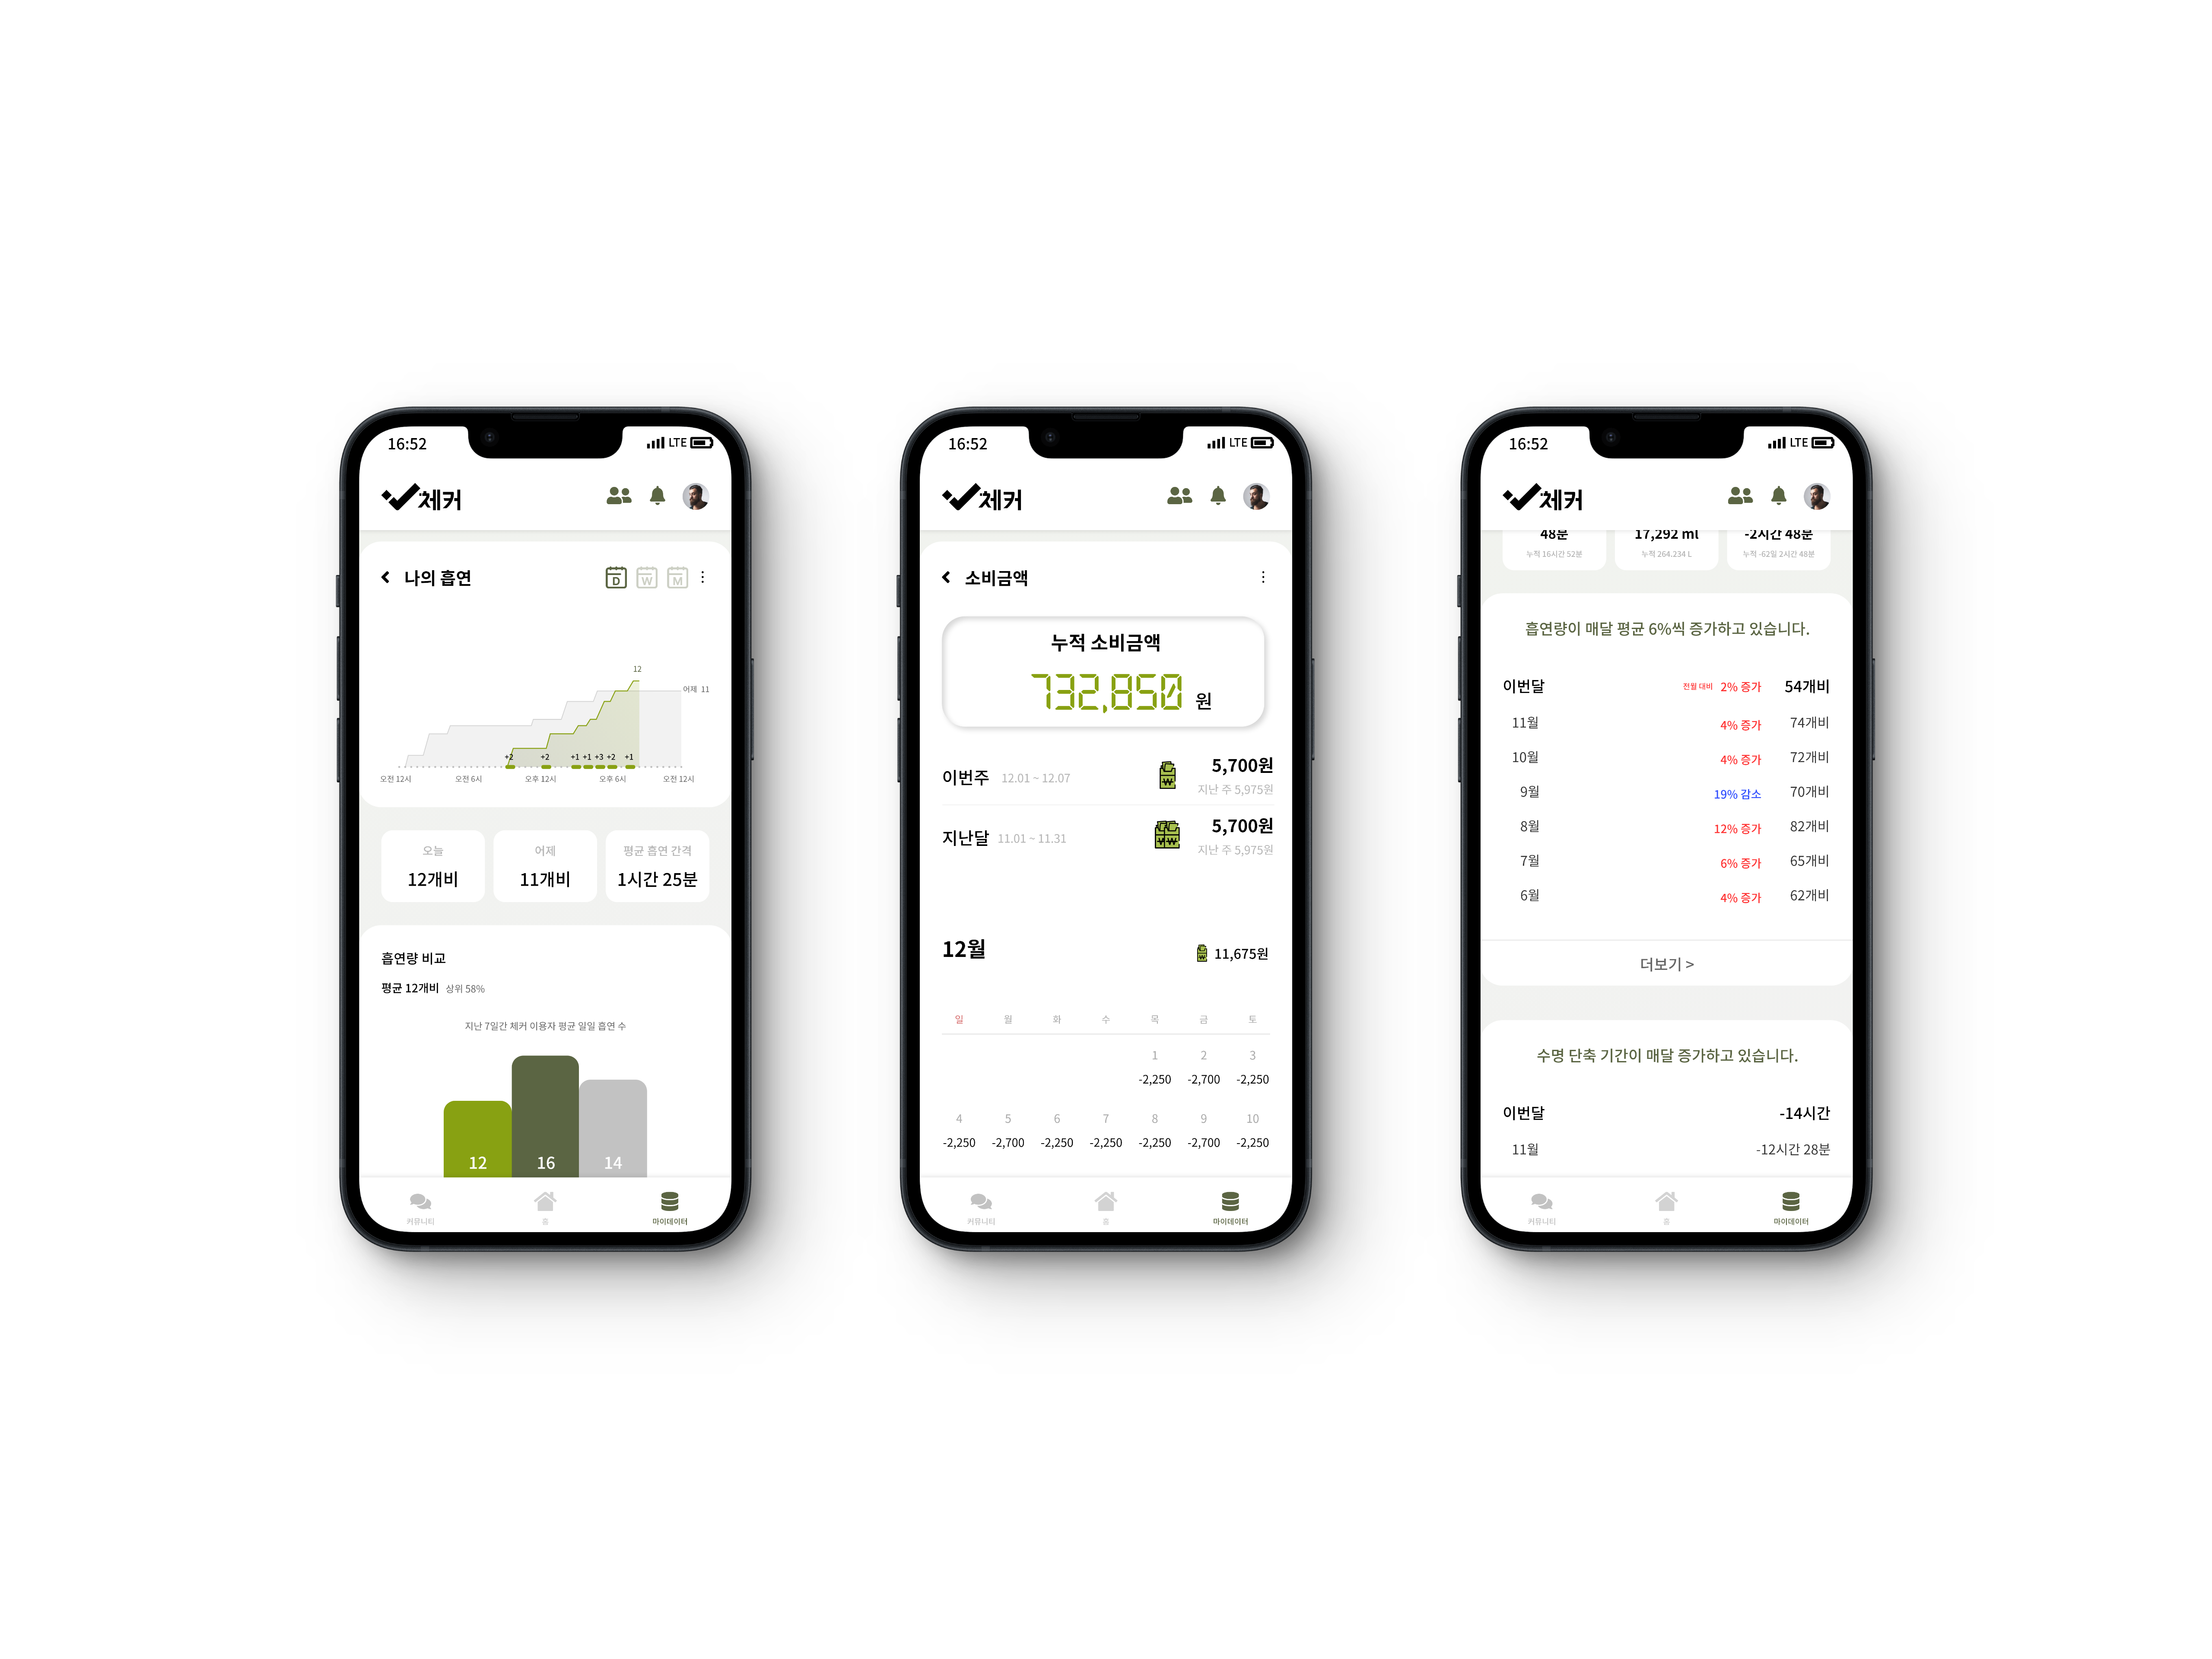 16:52 LTE
체커
나의 흡연 D W M
12
어제 11
+2 +2 +1 +1 +3 +2 +1
오전 12시 오전 6시 오후 12시 오후 6시 오전 12시
오늘 어제 평균 흡연 간격
12개비 11개비 1시간 25분
흡연량 비교
평균 12개비 상위 58%
지난 7일간 체커 이용자 평균 일일 흡연 수
12 16 14
커뮤니티 홈 마이데이터
16:52 LTE
체커
소비금액
누적 소비금액
732,850 원
이번주 12.01 ~ 12.07 5,700원
지난 주 5,975원
지난달 11.01 ~ 11.31 5,700원
지난 주 5,975원
12월 11,675원
일 월 화 수 목 금 토
1 2 3
-2,250 -2,700 -2,250
4 5 6 7 8 9 10
-2,250 -2,700 -2,250 -2,250 -2,250 -2,700 -2,250
커뮤니티 홈 마이데이터
16:52 LTE
체커
48분 17,292 ml -2시간 48분
누적 16시간 52분 누적 264,234 L 누적 -62일 2시간 48분
흡연량이 매달 평균 6%씩 증가하고 있습니다.
이번달 전월 대비 2% 증가 54개비
11월 4% 증가 74개비
10월 4% 증가 72개비
9월 19% 감소 70개비
8월 12% 증가 82개비
7월 6% 증가 65개비
6월 4% 증가 62개비
더보기 >
수명 단축 기간이 매달 증가하고 있습니다.
이번달 -14시간
11월 -12시간 28분
커뮤니티 홈 마이데이터